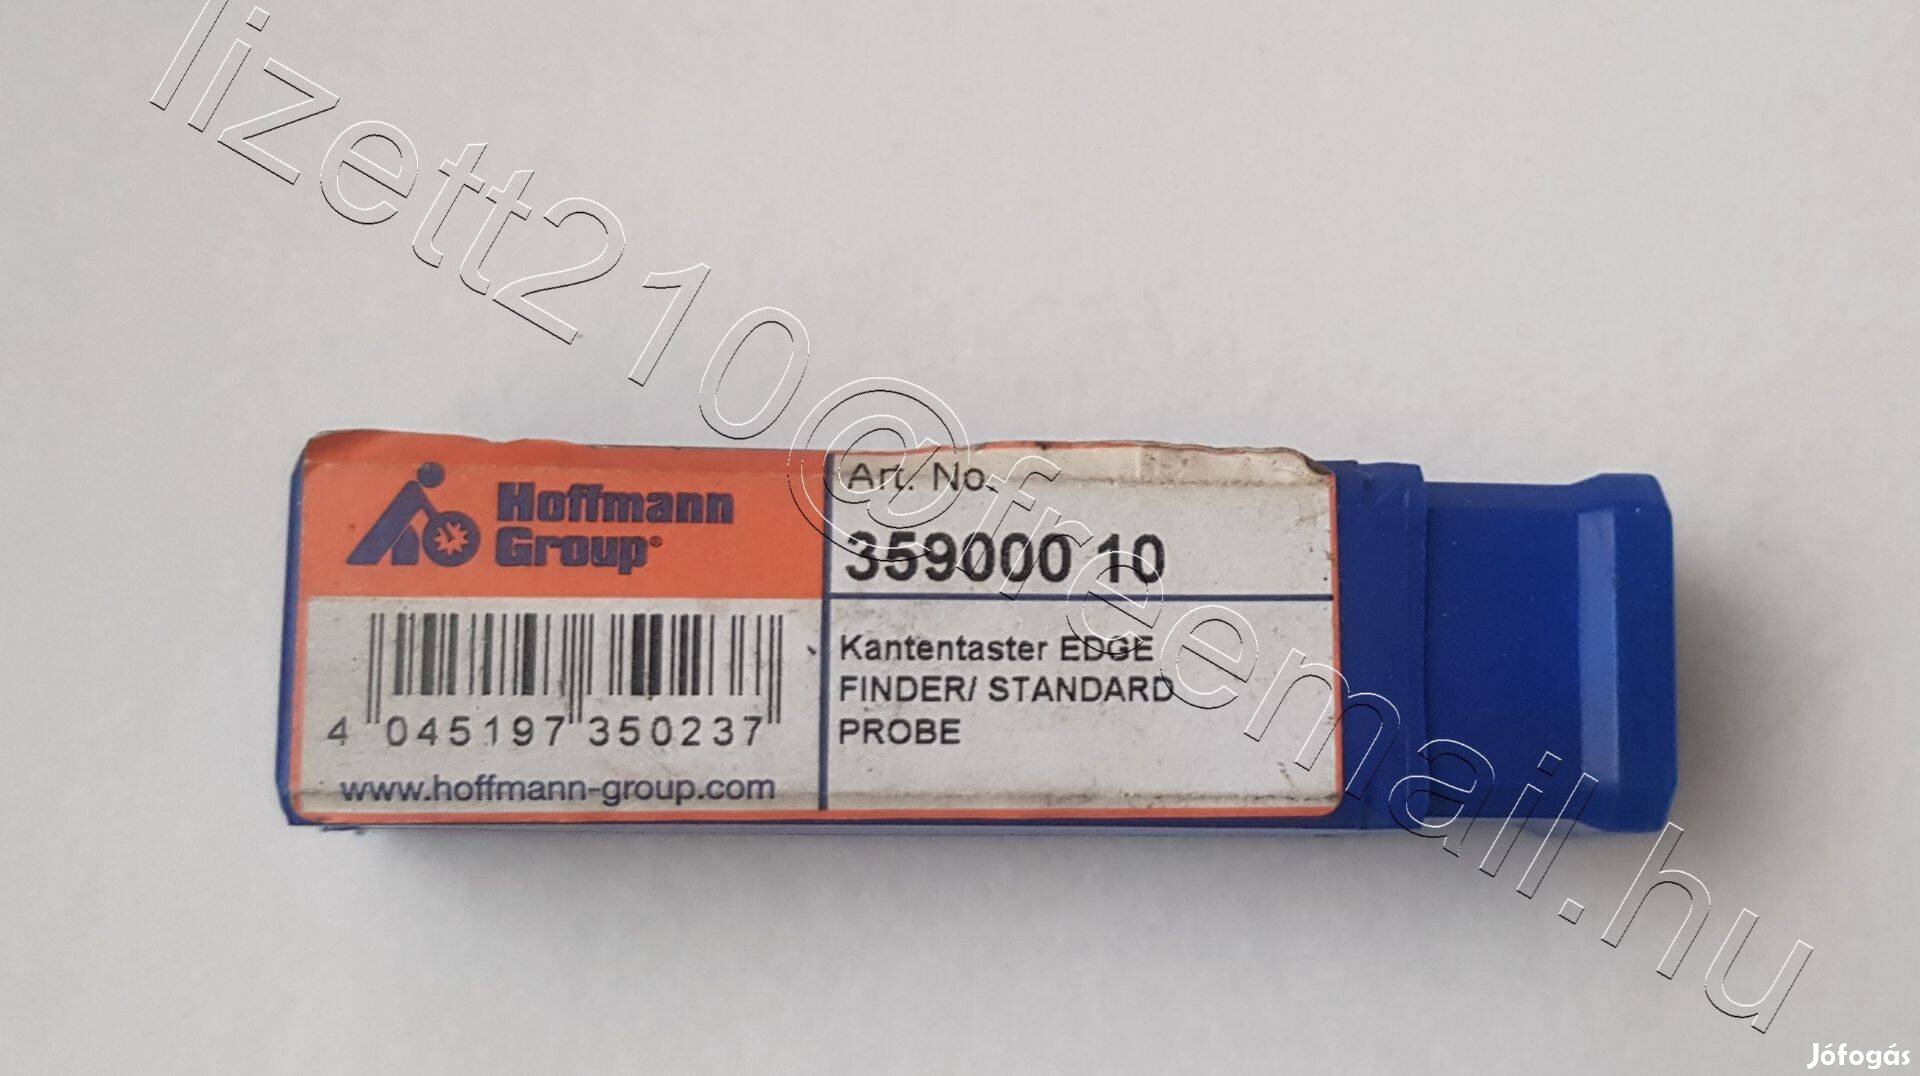 lizett210@freemail.hu
Hoffmann
Group®
Art. No.
359000 10
4 045197 350237
www.hoffmann-group.com
Kantentaster EDGE
FINDER/ STANDARD
PROBE
Jófogás